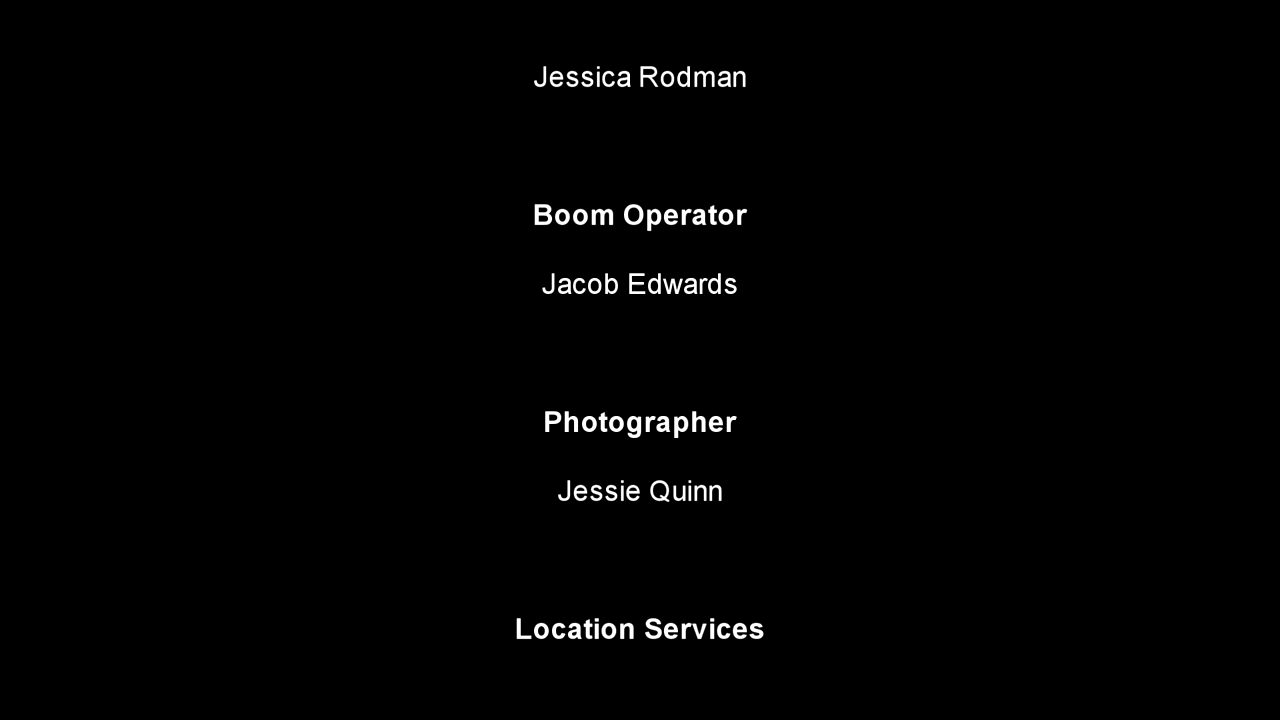 Jessica Rodman
Boom Operator
Jacob Edwards
Photographer
Jessie Quinn
Location Services